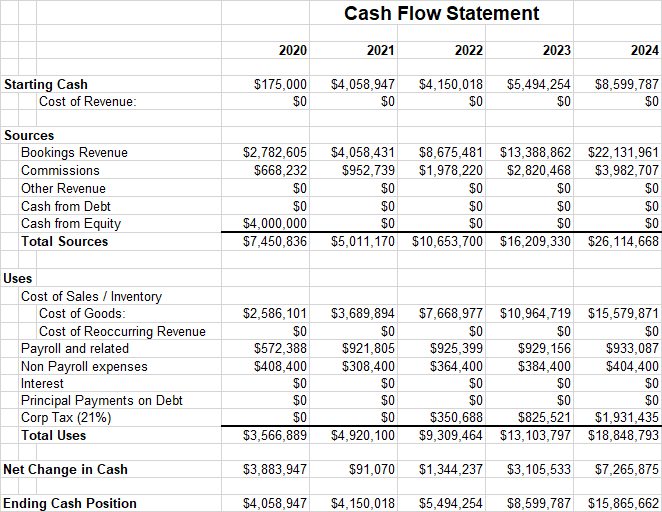 Cash Flow Statement
2020 2021 2022 2023 2024
Starting Cash $175,000 $4,058,947 $4,150,018 $5,494,254 $8,599,787
Cost of Revenue: $0 $0 $0 $0 $0
Sources
Bookings Revenue $2,782,605 $4,058,431 $8,675,481 $13,388,862 $22,131,961
Commissions $668,232 $952,739 $1,978,220 $2,820,468 $3,982,707
Other Revenue $0 $0 $0 $0 $0
Cash from Debt $0 $0 $0 $0 $0
Cash from Equity $4,000,000 $0 $0 $0 $0
Total Sources $7,450,836 $5,011,170 $10,653,700 $16,209,330 $26,114,668
Uses
Cost of Sales / Inventory
Cost of Goods: $2,586,101 $3,689,894 $7,668,977 $10,964,719 $15,579,871
Cost of Reoccurring Revenue $0 $0 $0 $0 $0
Payroll and related $572,388 $921,805 $925,399 $929,156 $933,087
Non Payroll expenses $408,400 $308,400 $364,400 $384,400 $404,400
Interest $0 $0 $0 $0 $0
Principal Payments on Debt $0 $0 $0 $0 $0
Corp Tax (21%) $0 $0 $350,688 $825,521 $1,931,435
Total Uses $3,566,889 $4,920,100 $9,309,464 $13,103,797 $18,848,793
Net Change in Cash $3,883,947 $91,070 $1,344,237 $3,105,533 $7,265,875
Ending Cash Position $4,058,947 $4,150,018 $5,494,254 $8,599,787 $15,865,662